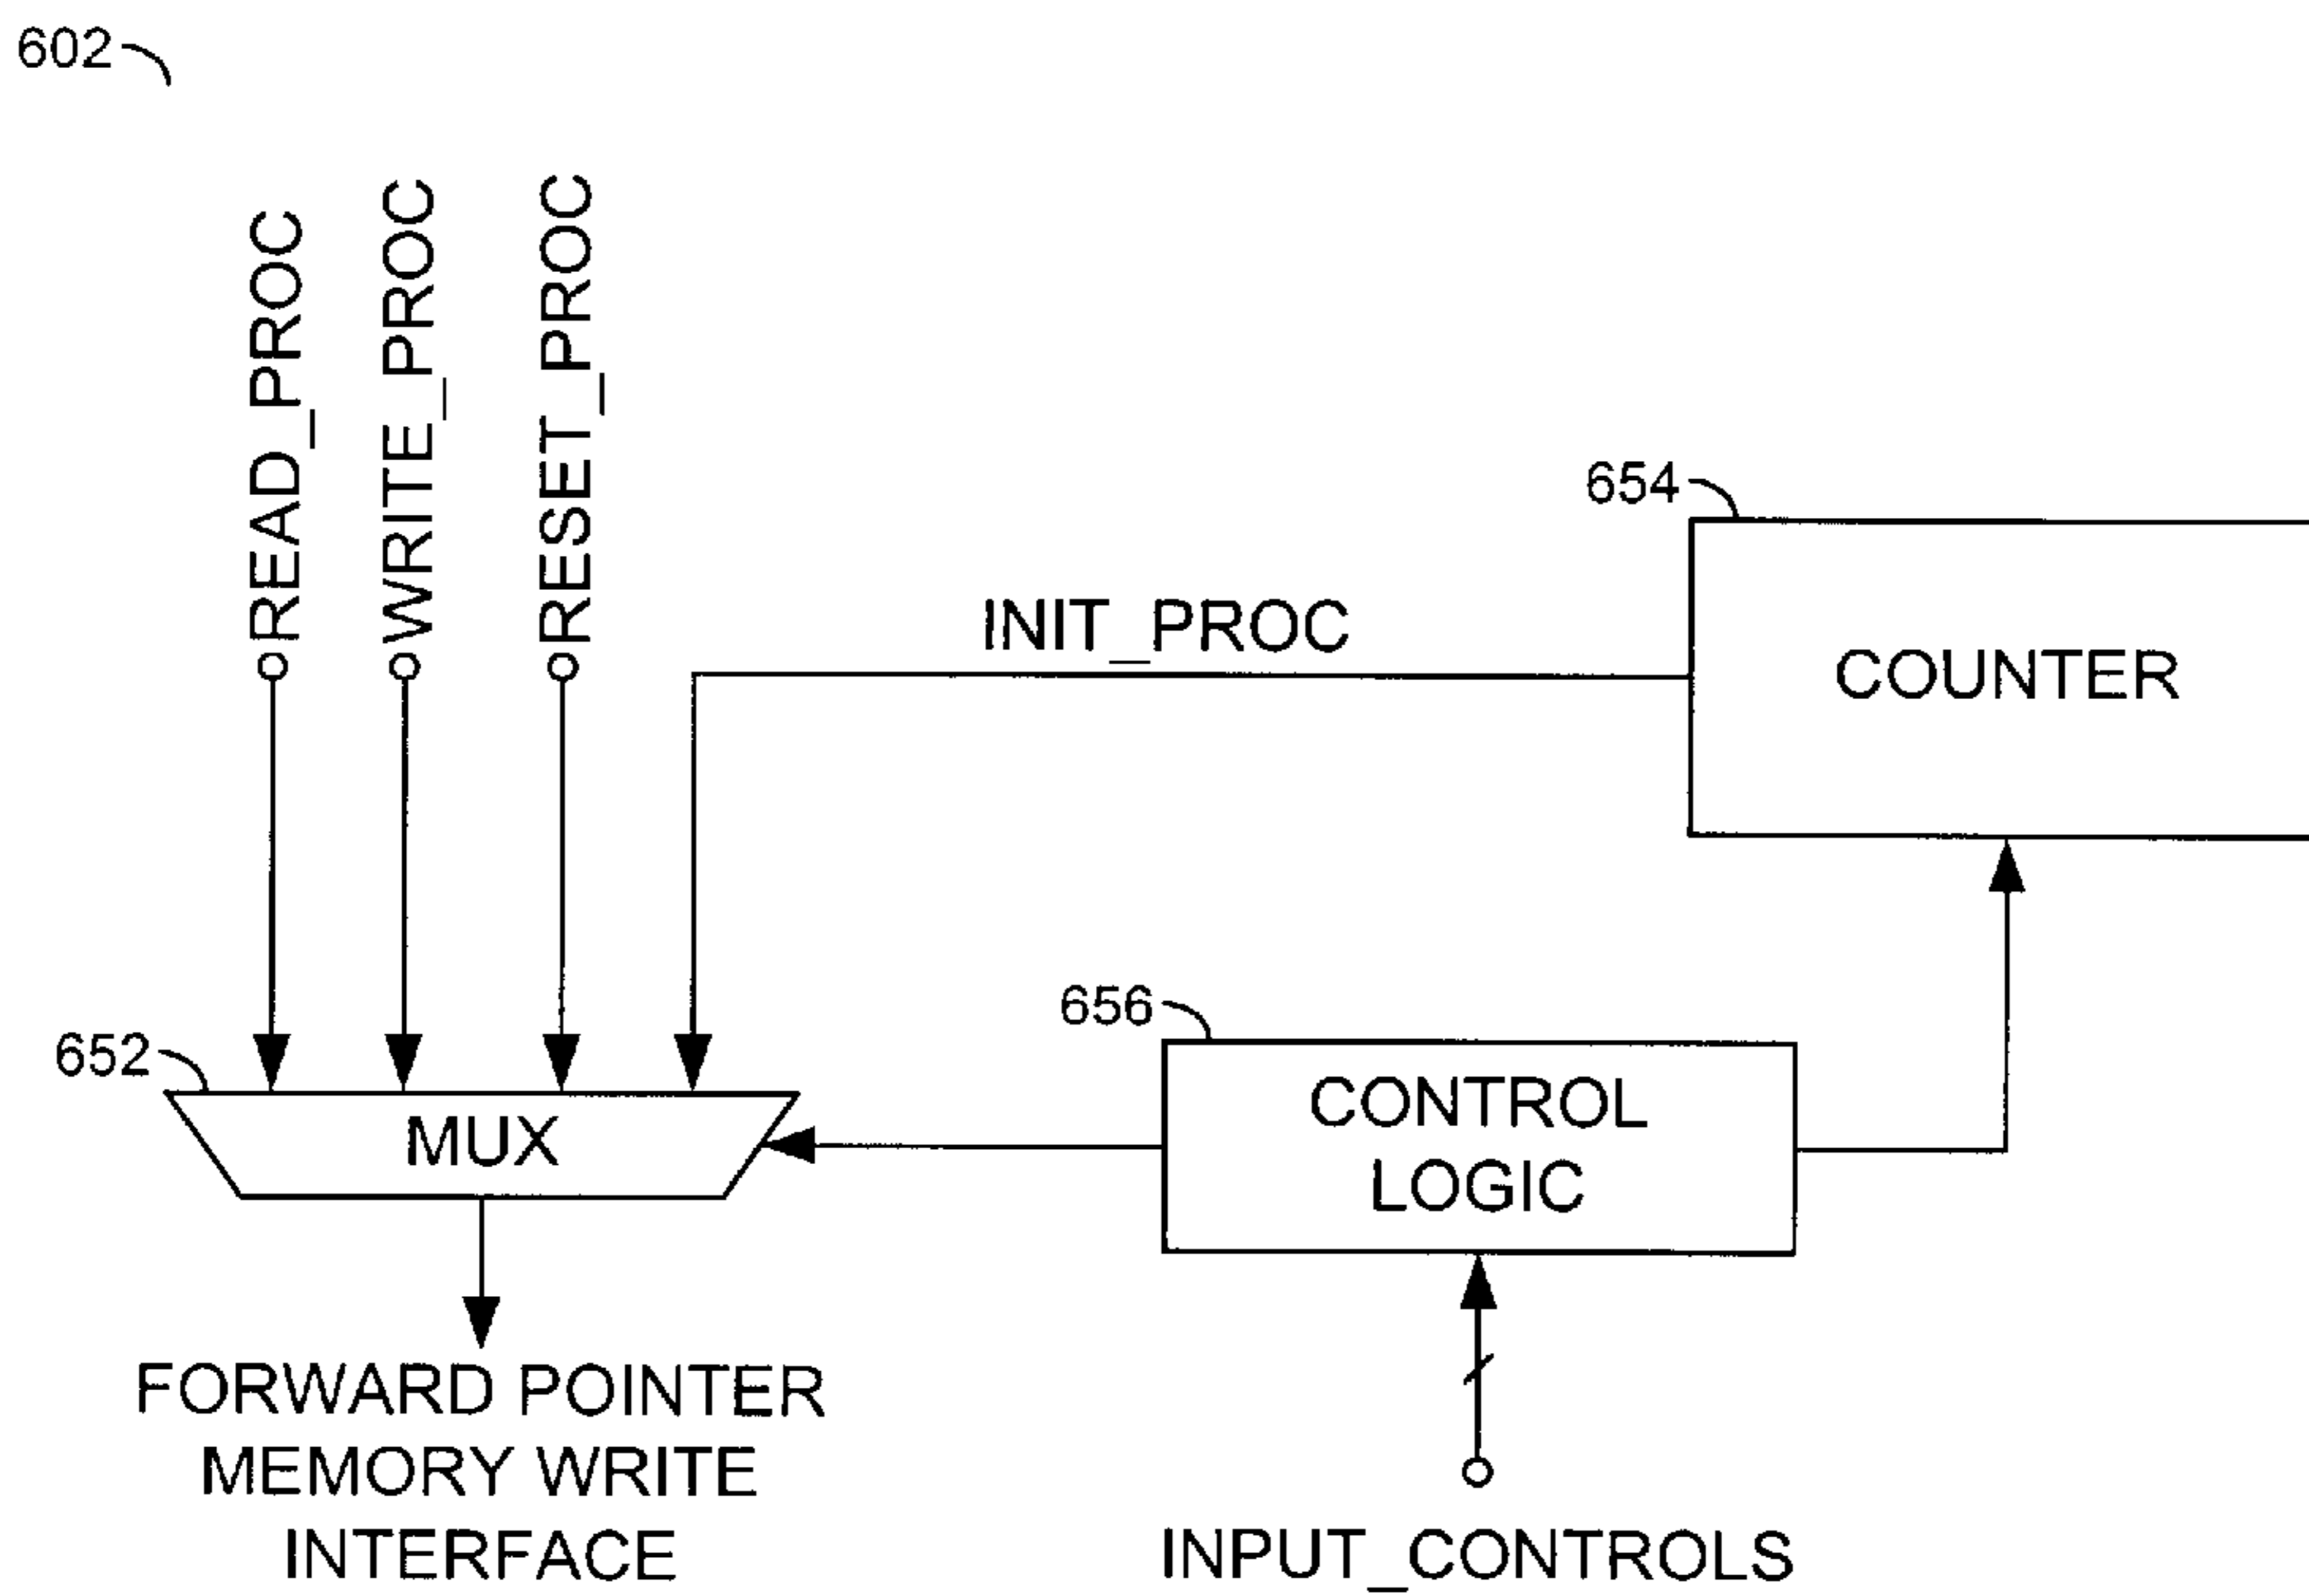 602
READ_PROC
WRITE_PROC
RESET_PROC
654
INIT_PROC
COUNTER
652
656
MUX
CONTROL
LOGIC
FORWARD POINTER
MEMORY WRITE
INTERFACE
INPUT_CONTROLS